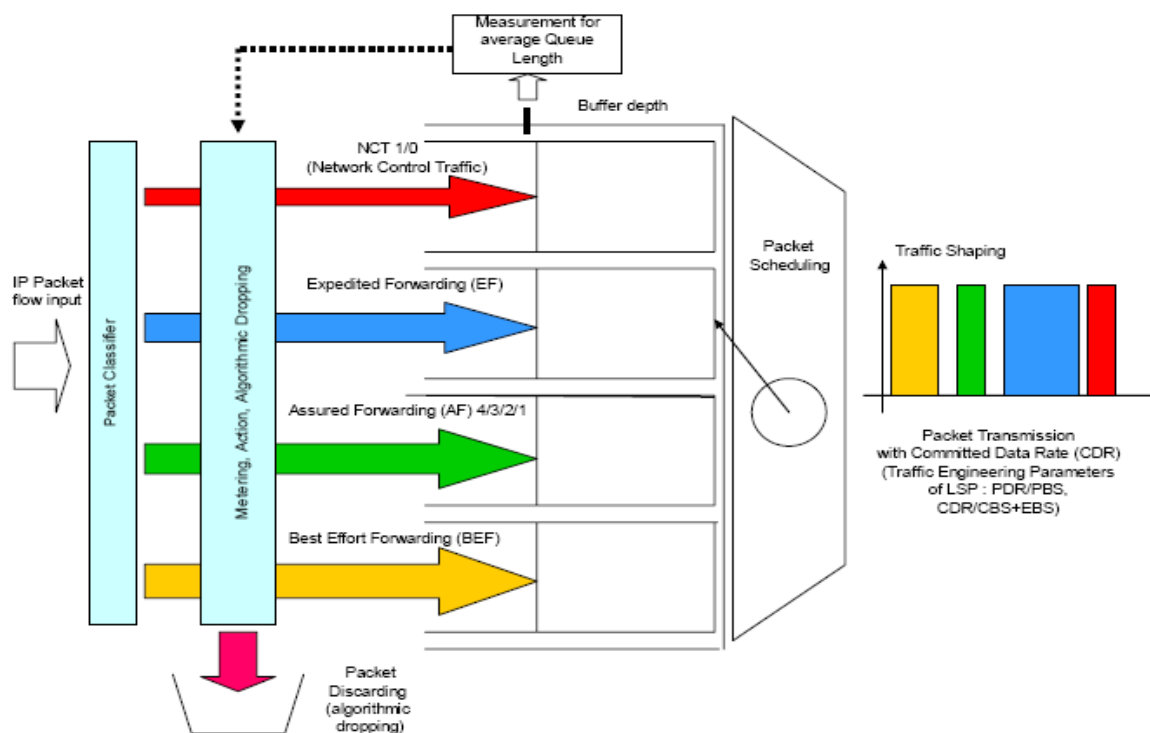 Measurement for
average Queue
Length
Buffer depth
NCT 1/0
(Network Control Traffic)
Packet
Scheduling
Traffic Shaping
IP Packet
flow input
Packet Classifier
Metering, Action, Algorithmic Dropping
Expedited Forwarding (EF)
Assured Forwarding (AF) 4/3/2/1
Best Effort Forwarding (BEF)
Packet Transmission
with Committed Data Rate (CDR)
(Traffic Engineering Parameters
of LSP : PDR/PBS,
CDR/CBS+EBS)
Packet
Discarding
(algorithmic
dropping)